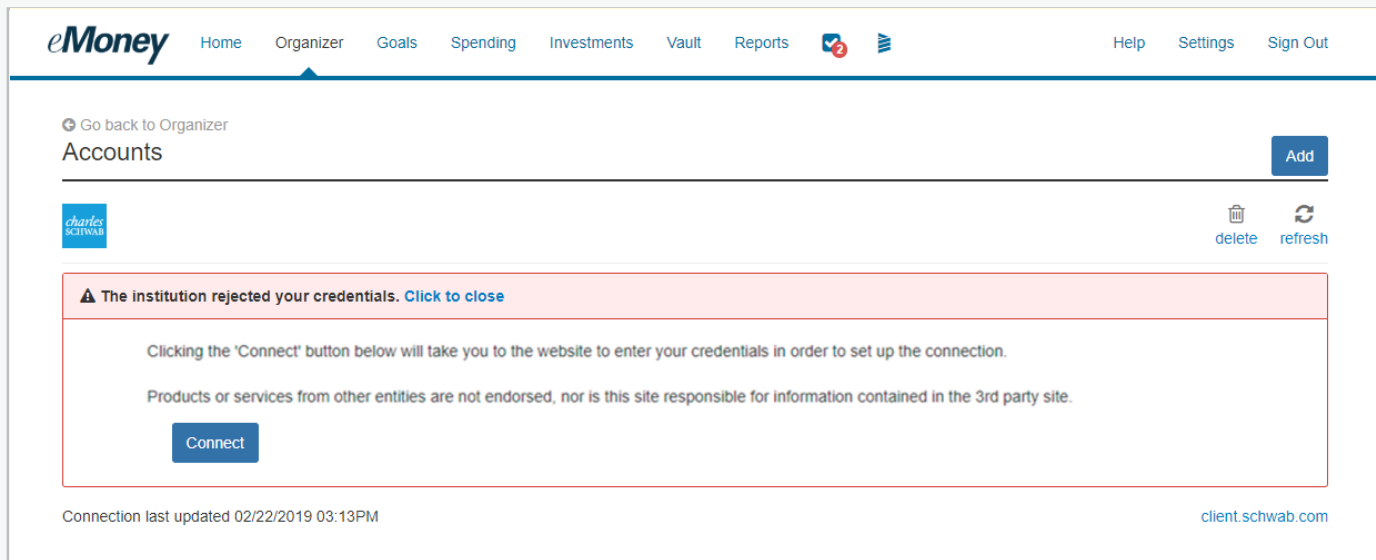 eMoney Home Organizer Goals Spending Investments Vault Reports 2 Help Settings Sign Out
Go back to Organizer
Accounts
Add
charles
SCHWAB
delete refresh
The institution rejected your credentials. Click to close
Clicking the 'Connect' button below will take you to the website to enter your credentials in order to set up the connection.
Products or services from other entities are not endorsed, nor is this site responsible for information contained in the 3rd party site.
Connect
Connection last updated 02/22/2019 03:13PM client.schwab.com